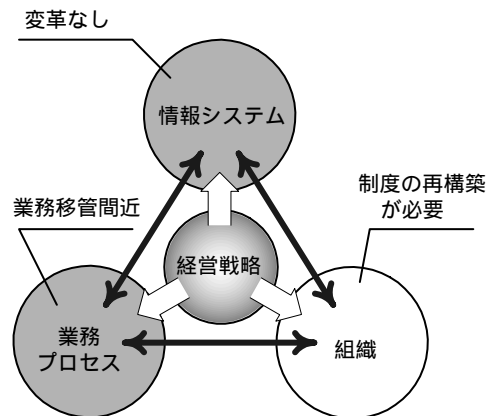 変革なし
情報システム
制度の再構築
が必要
業務移管間近
経営戦略
業務
プロセス
組織